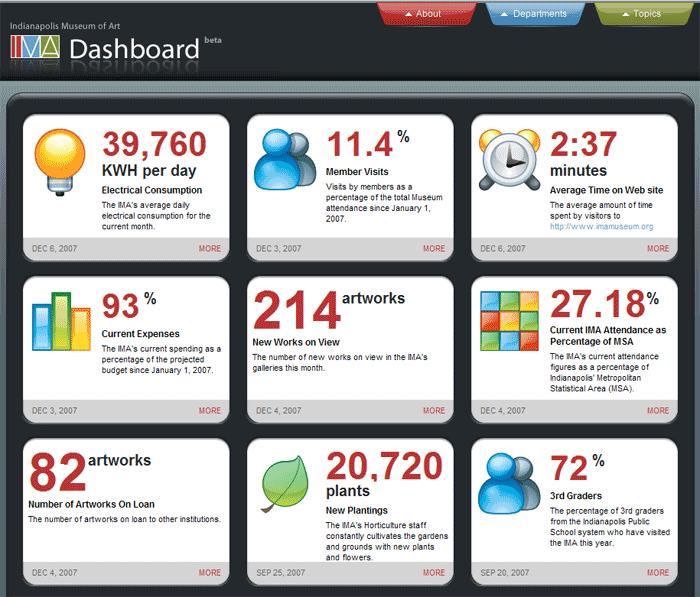 About
Departments
Topics
Indianapolis Museum of Art
IMA Dashboard beta
39,760
KWH per day
Electrical Consumption
The IMA's average daily
electrical consumption for the
current month.
DEC 6, 2007 MORE
11.4 %
Member Visits
Visits by members as a
percentage of the total Museum
attendance since January 1,
2007.
DEC 3, 2007 MORE
2:37
minutes
Average Time on Web site
The average amount of time
spent by visitors to
http://www.imamuseum.org
DEC 6, 2007 MORE
93 %
Current Expenses
The IMA's current spending as a
percentage of the projected
budget since January 1, 2007.
DEC 3, 2007 MORE
214 artworks
New Works on View
The number of new works on view in the IMA's
galleries this month.
DEC 4, 2007 MORE
27.18%
Current IMA Attendance as
Percentage of MSA
The IMA's current attendance
figures as a percentage of
Indianapolis' Metropolitan
Statistical Area (MSA).
DEC 4, 2007 MORE
82 artworks
Number of Artworks On Loan
The number of artworks on loan to other institutions.
DEC 4, 2007 MORE
20,720
plants
New Plantings
The IMA's Horticulture staff
constantly cultivates the gardens
and grounds with new plants
and flowers.
SEP 25, 2007 MORE
72 %
3rd Graders
The percentage of 3rd graders
from the Indianapolis Public
School system who have visited
the IMA this year.
SEP 20, 2007 MORE